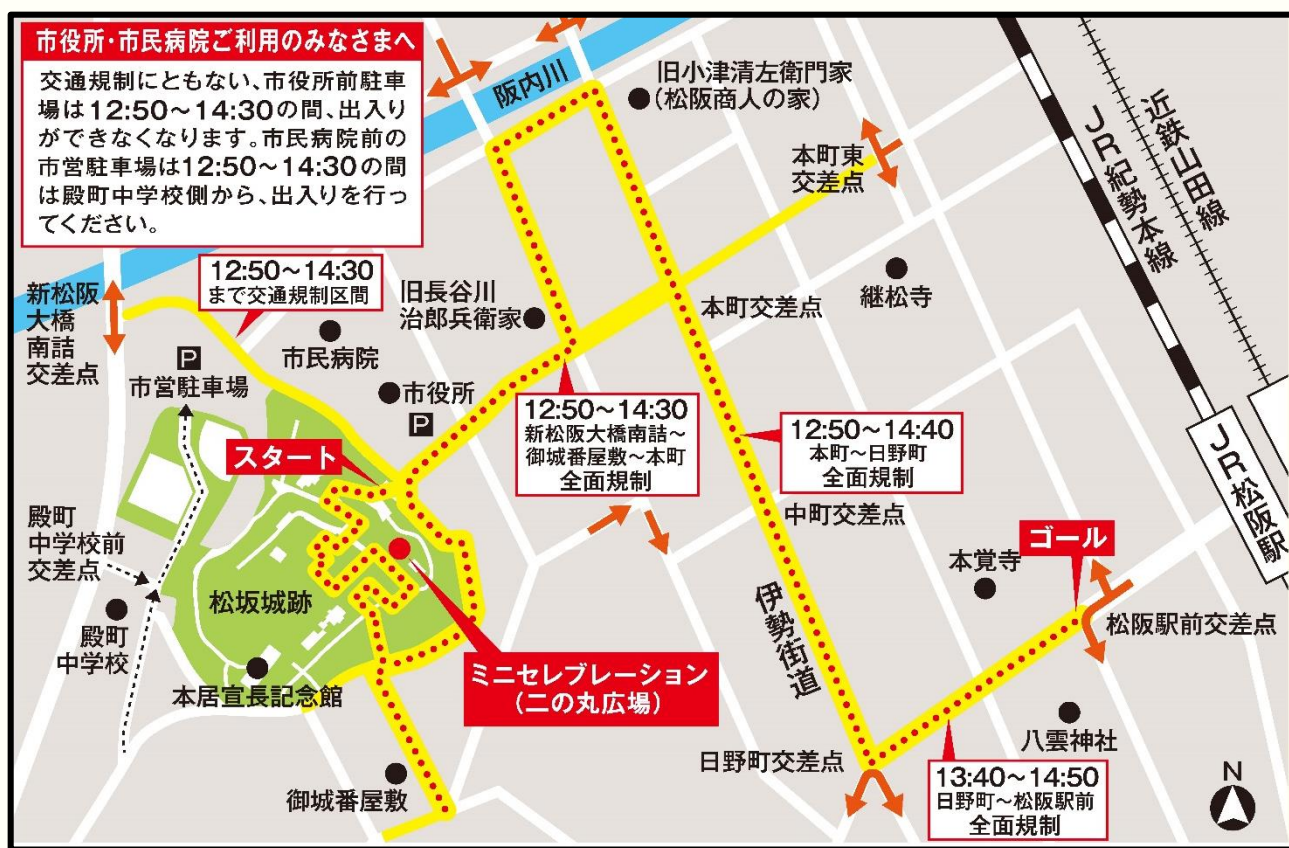 市役所・市民病院ご利用のみなさまへ
交通規制にともない、市役所前駐車
場は12:50～14:30の間、出入り
ができなくなります。市民病院前の
市営駐車場は12:50～14:30の間
は殿町中学校側から、出入りを行っ
てください。
阪内川
旧小津清左衛門家
(松阪商人の家)
本町東
交差点
JR紀勢本線
近鉄山田線
12:50～14:30
まで交通規制区間
新松阪
大橋
南詰
交差点
P
市営駐車場
市民病院
旧長谷川
治郎兵衛家
本町交差点
継松寺
市役所
P
スタート
12:50～14:30
新松阪大橋南詰～
御城番屋敷～本町
全面規制
12:50～14:40
本町～日野町
全面規制
中町交差点
JR松阪駅
殿町
中学校前
交差点
松坂城跡
殿町
中学校
本居宣長記念館
ミニセレブレーション
(二の丸広場)
伊勢街道
本覚寺
ゴール
松阪駅前交差点
八雲神社
日野町交差点
13:40～14:50
日野町～松阪駅前
全面規制
御城番屋敷
N